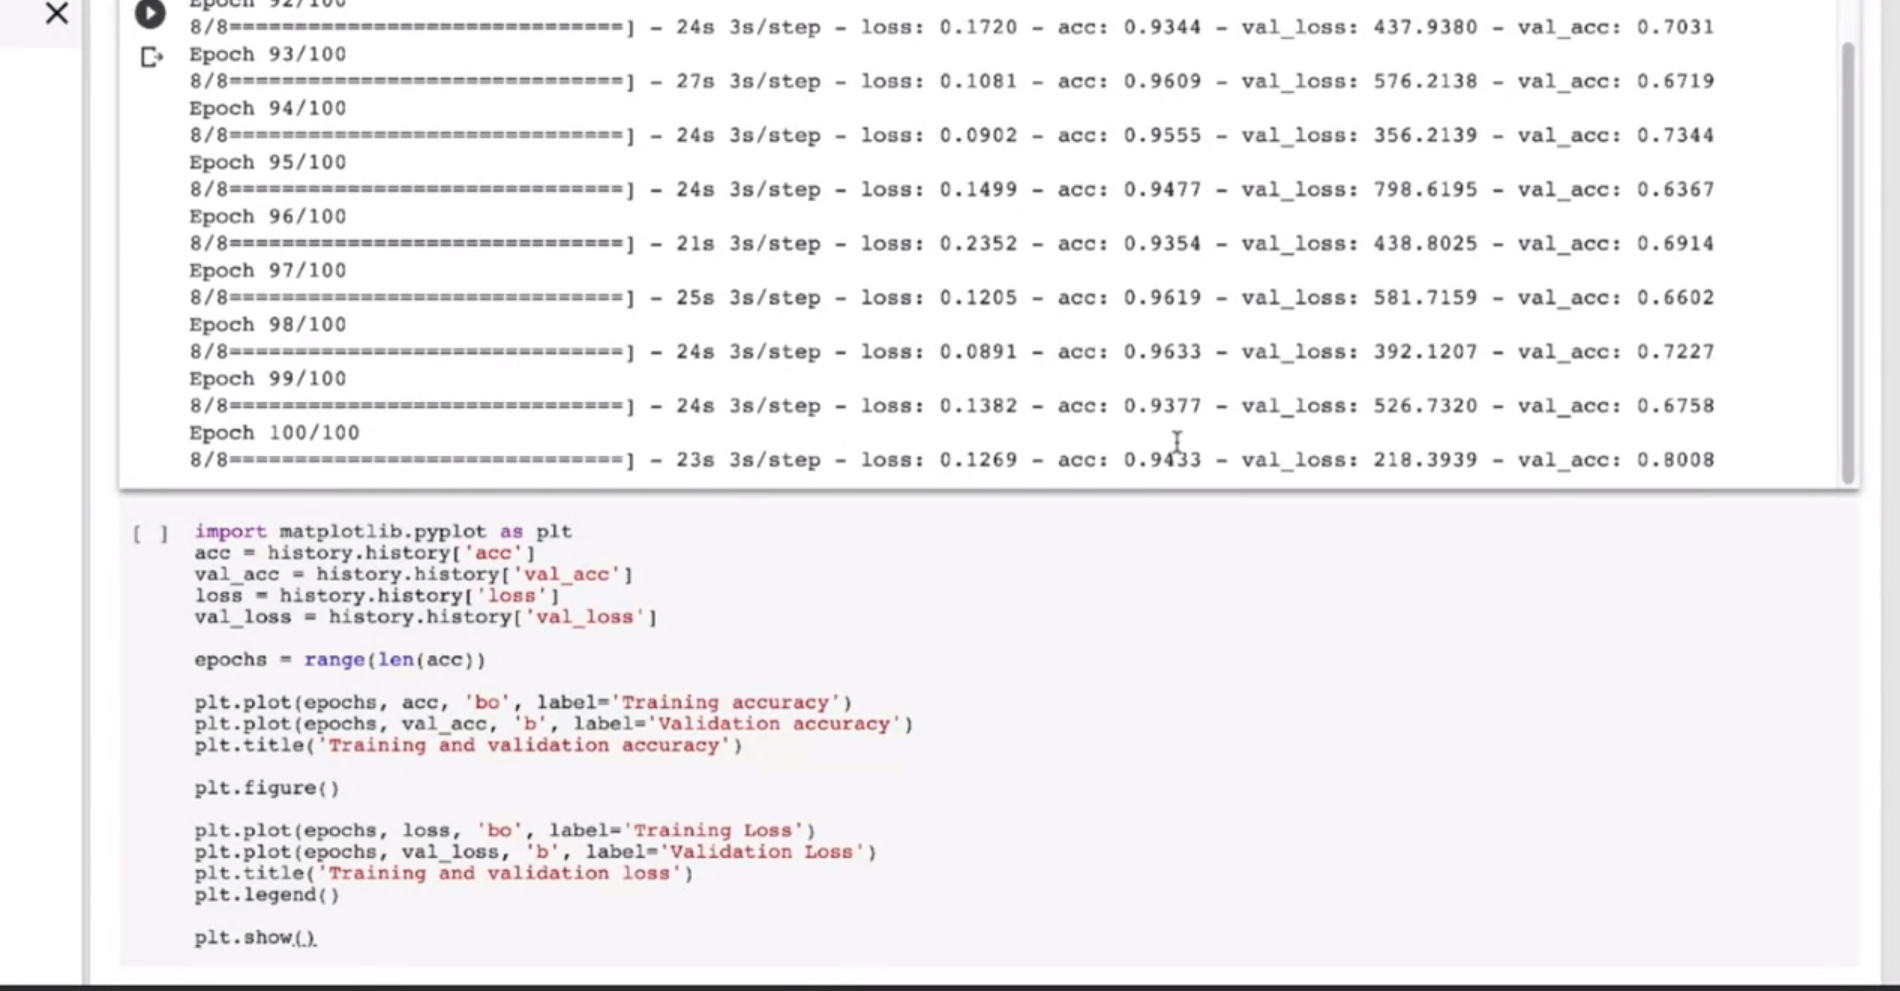 Epoch 92/100
8/8==============================] - 24s 3s/step - loss: 0.1720 - acc: 0.9344 - val_loss: 437.9380 - val_acc: 0.7031
Epoch 93/100
8/8==============================] - 27s 3s/step - loss: 0.1081 - acc: 0.9609 - val_loss: 576.2138 - val_acc: 0.6719
Epoch 94/100
8/8==============================] - 24s 3s/step - loss: 0.0902 - acc: 0.9555 - val_loss: 356.2139 - val_acc: 0.7344
Epoch 95/100
8/8==============================] - 24s 3s/step - loss: 0.1499 - acc: 0.9477 - val_loss: 798.6195 - val_acc: 0.6367
Epoch 96/100
8/8==============================] - 21s 3s/step - loss: 0.2352 - acc: 0.9354 - val_loss: 438.8025 - val_acc: 0.6914
Epoch 97/100
8/8==============================] - 25s 3s/step - loss: 0.1205 - acc: 0.9619 - val_loss: 581.7159 - val_acc: 0.6602
Epoch 98/100
8/8==============================] - 24s 3s/step - loss: 0.0891 - acc: 0.9633 - val_loss: 392.1207 - val_acc: 0.7227
Epoch 99/100
8/8==============================] - 24s 3s/step - loss: 0.1382 - acc: 0.9377 - val_loss: 526.7320 - val_acc: 0.6758
Epoch 100/100
8/8==============================] - 23s 3s/step - loss: 0.1269 - acc: 0.9433 - val_loss: 218.3939 - val_acc: 0.8008
[ ] import matplotlib.pyplot as plt
acc = history.history['acc']
val_acc = history.history['val_acc']
loss = history.history['loss']
val_loss = history.history['val_loss']
epochs = range(len(acc))
plt.plot(epochs, acc, 'bo', label='Training accuracy')
plt.plot(epochs, val_acc, 'b', label='Validation accuracy')
plt.title('Training and validation accuracy')
plt.figure()
plt.plot(epochs, loss, 'bo', label='Training Loss')
plt.plot(epochs, val_loss, 'b', label='Validation Loss')
plt.title('Training and validation loss')
plt.legend()
plt.show()